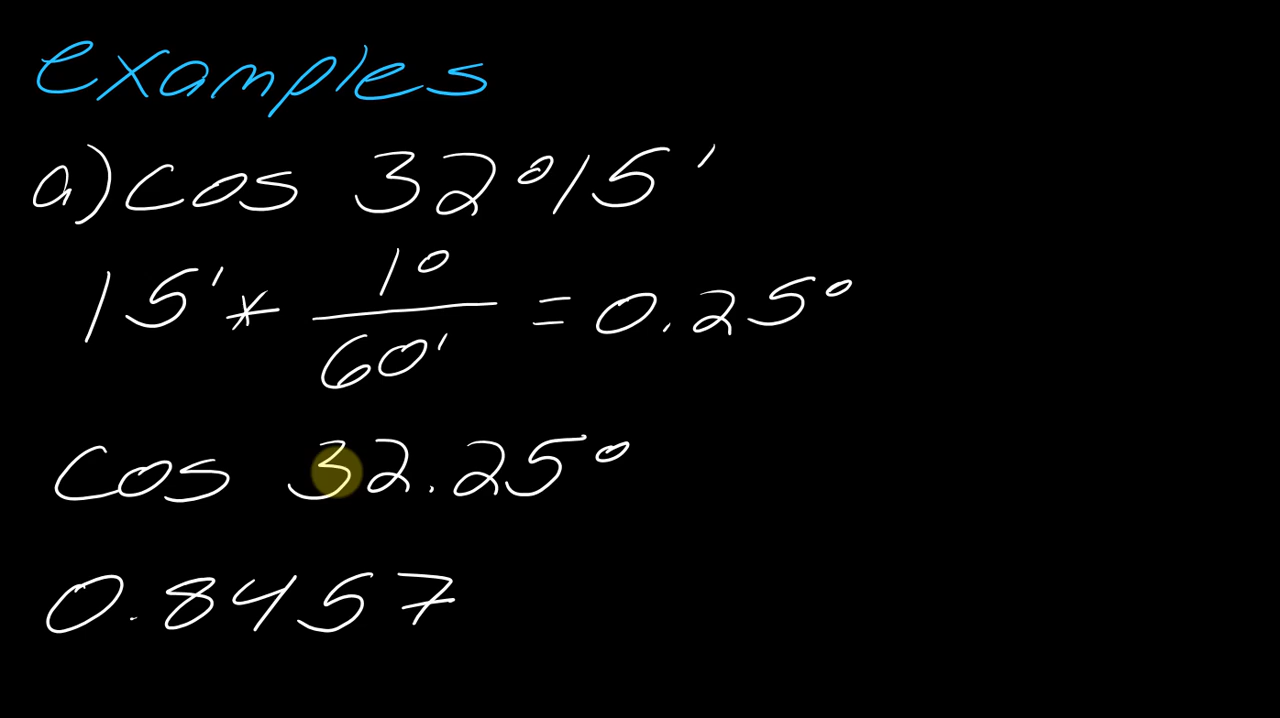 examples
a) cos 32°15'
15' * 1°/60' = 0.25°
cos 32.25°
0.8457